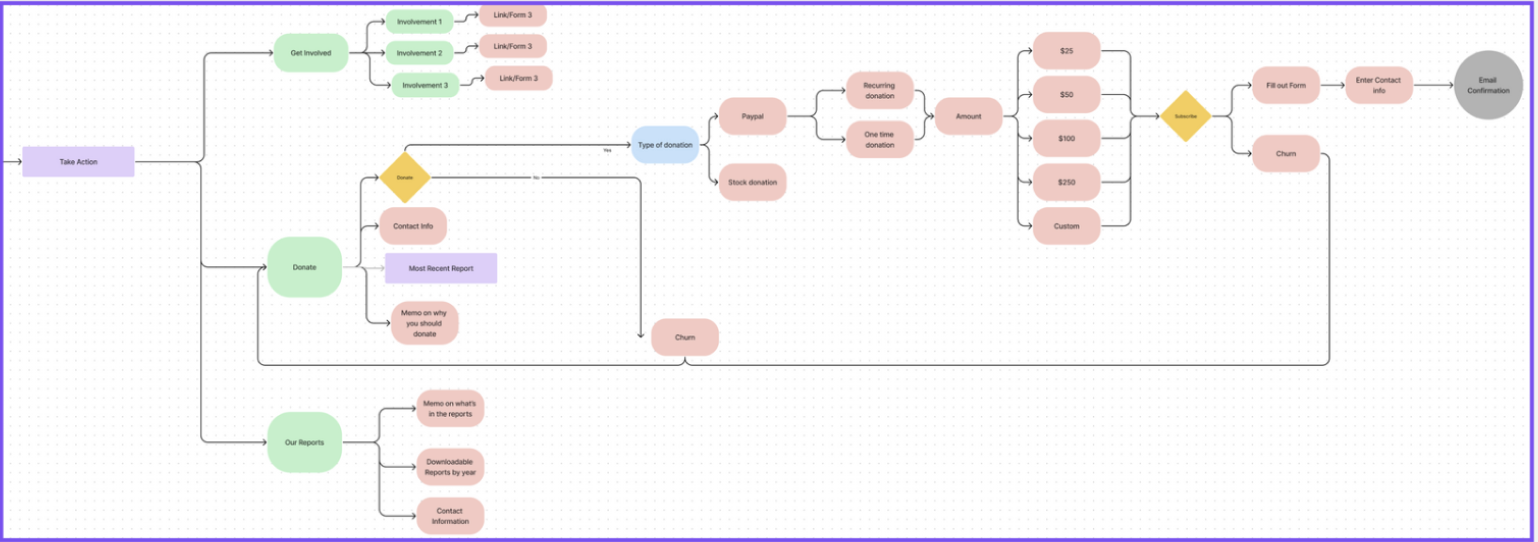 Take Action
Get Involved
Involvement 1
Link/Form 3
Involvement 2
Link/Form 3
Involvement 3
Link/Form 3
Donate
Donate
Yes
No
Contact Info
Most Recent Report
Memo on why
you should
donate
Type of donation
Paypal
Stock donation
Recurring
donation
One time
donation
Amount
$25
$50
$100
$250
Custom
Subscribe
Fill out Form
Enter Contact
info
Email
Confirmation
Churn
Churn
Our Reports
Memo on what's
in the reports
Downloadable
Reports by year
Contact
Information